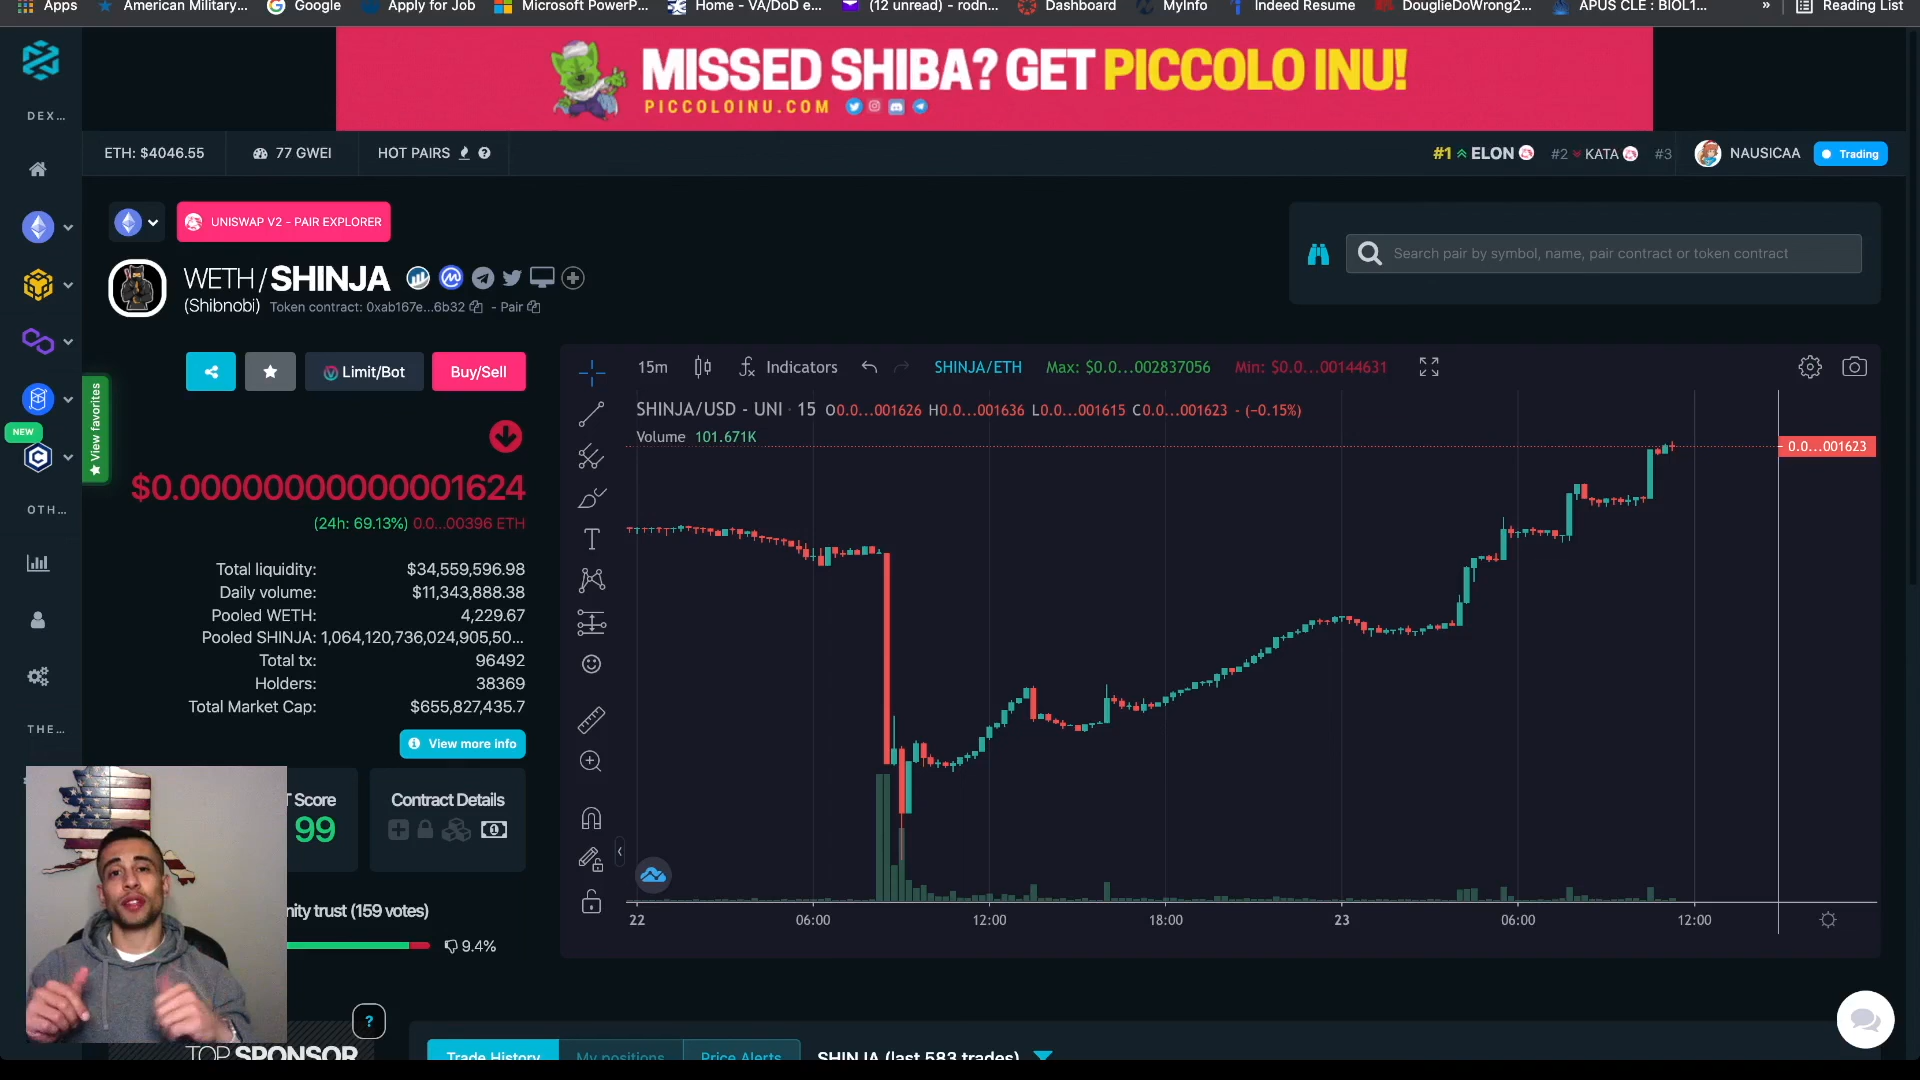 Apps
American Military...
Google
Apply for Job
Microsoft PowerP...
Home - VA/DoD e...
(12 unread) - rodn...
Dashboard
MyInfo
Indeed Resume
DouglieDoWrong2...
APUS CLE : BIOL1...
»
Reading List
MISSED SHIBA? GET PICCOLO INU!
PICCOLOINU.COM
DEX...
ETH: $4046.55
77 GWEI
HOT PAIRS
#1 ELON
#2 KATA
#3
NAUSICAA
Trading
UNISWAP V2 - PAIR EXPLORER
Search pair by symbol, name, pair contract or token contract
WETH/SHINJA
(Shibnobi) Token contract: 0xab167e...6b32 - Pair
Limit/Bot
Buy/Sell
View favorites
NEW
15m
Indicators
SHINJA/ETH
Max: $0.0...002837056
Min: $0.0...00144631
SHINJA/USD - UNI · 15 O0.0...001626 H0.0...001636 L0.0...001615 C0.0...001623 - (−0.15%)
Volume 101.671K
0.0...001623
$0.00000000000001624
(24h: 69.13%) 0.0...00396 ETH
OTH...
Total liquidity: $34,559,596.98
Daily volume: $11,343,888.38
Pooled WETH: 4,229.67
Pooled SHINJA: 1,064,120,736,024,905,50...
Total tx: 96492
Holders: 38369
Total Market Cap: $655,827,435.7
THE...
View more info
T Score
99
Contract Details
nity trust (159 votes)
9.4%
22 06:00 12:00 18:00 23 06:00 12:00
?
TOP SPONSOR
Trade History
My positions
Price Alerts
SHINJA (last 583 trades)